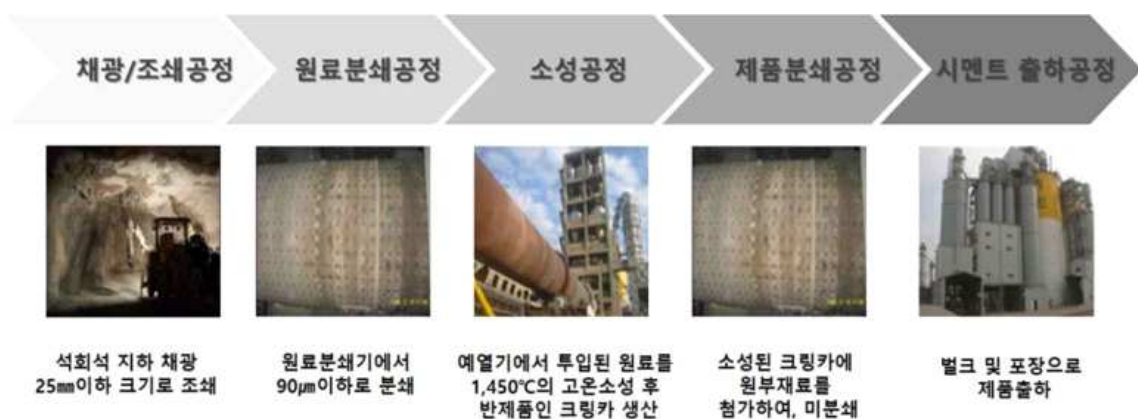 채광/조쇄공정
원료분쇄공정
소성공정
제품분쇄공정
시멘트 출하공정
석회석 지하 채광
25㎜이하 크기로 조쇄
원료분쇄기에서
90㎛이하로 분쇄
예열기에서 투입된 원료를
1,450℃의 고온소성 후
반제품인 크링카 생산
소성된 크링카에
원부재료를
첨가하여, 미분쇄
벌크 및 포장으로
제품출하